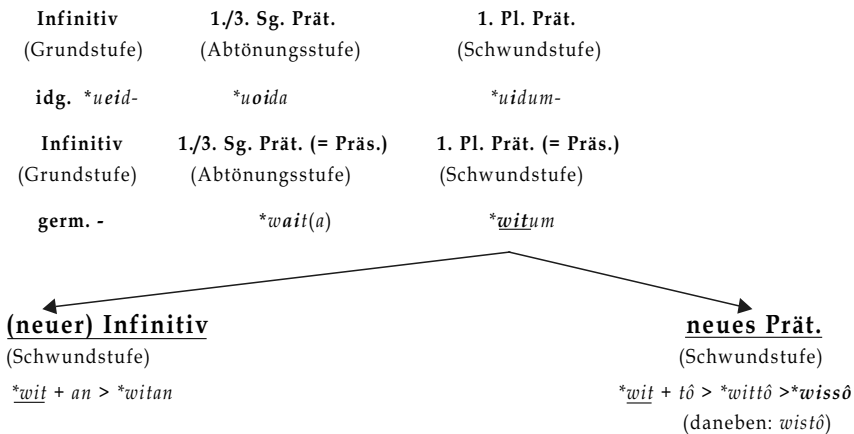 Infinitiv 1./3. Sg. Prät. 1. Pl. Prät.
(Grundstufe) (Abtönungsstufe) (Schwundstufe)
idg. *ueid- *uoida *uidum-
Infinitiv 1./3. Sg. Prät. (= Präs.) 1. Pl. Prät. (= Präs.)
(Grundstufe) (Abtönungsstufe) (Schwundstufe)
germ. - *wait(a) *witum
(neuer) Infinitiv neues Prät.
(Schwundstufe) (Schwundstufe)
*wit + an > *witan *wit + tô > *wittô >*wissô
(daneben: wistô)